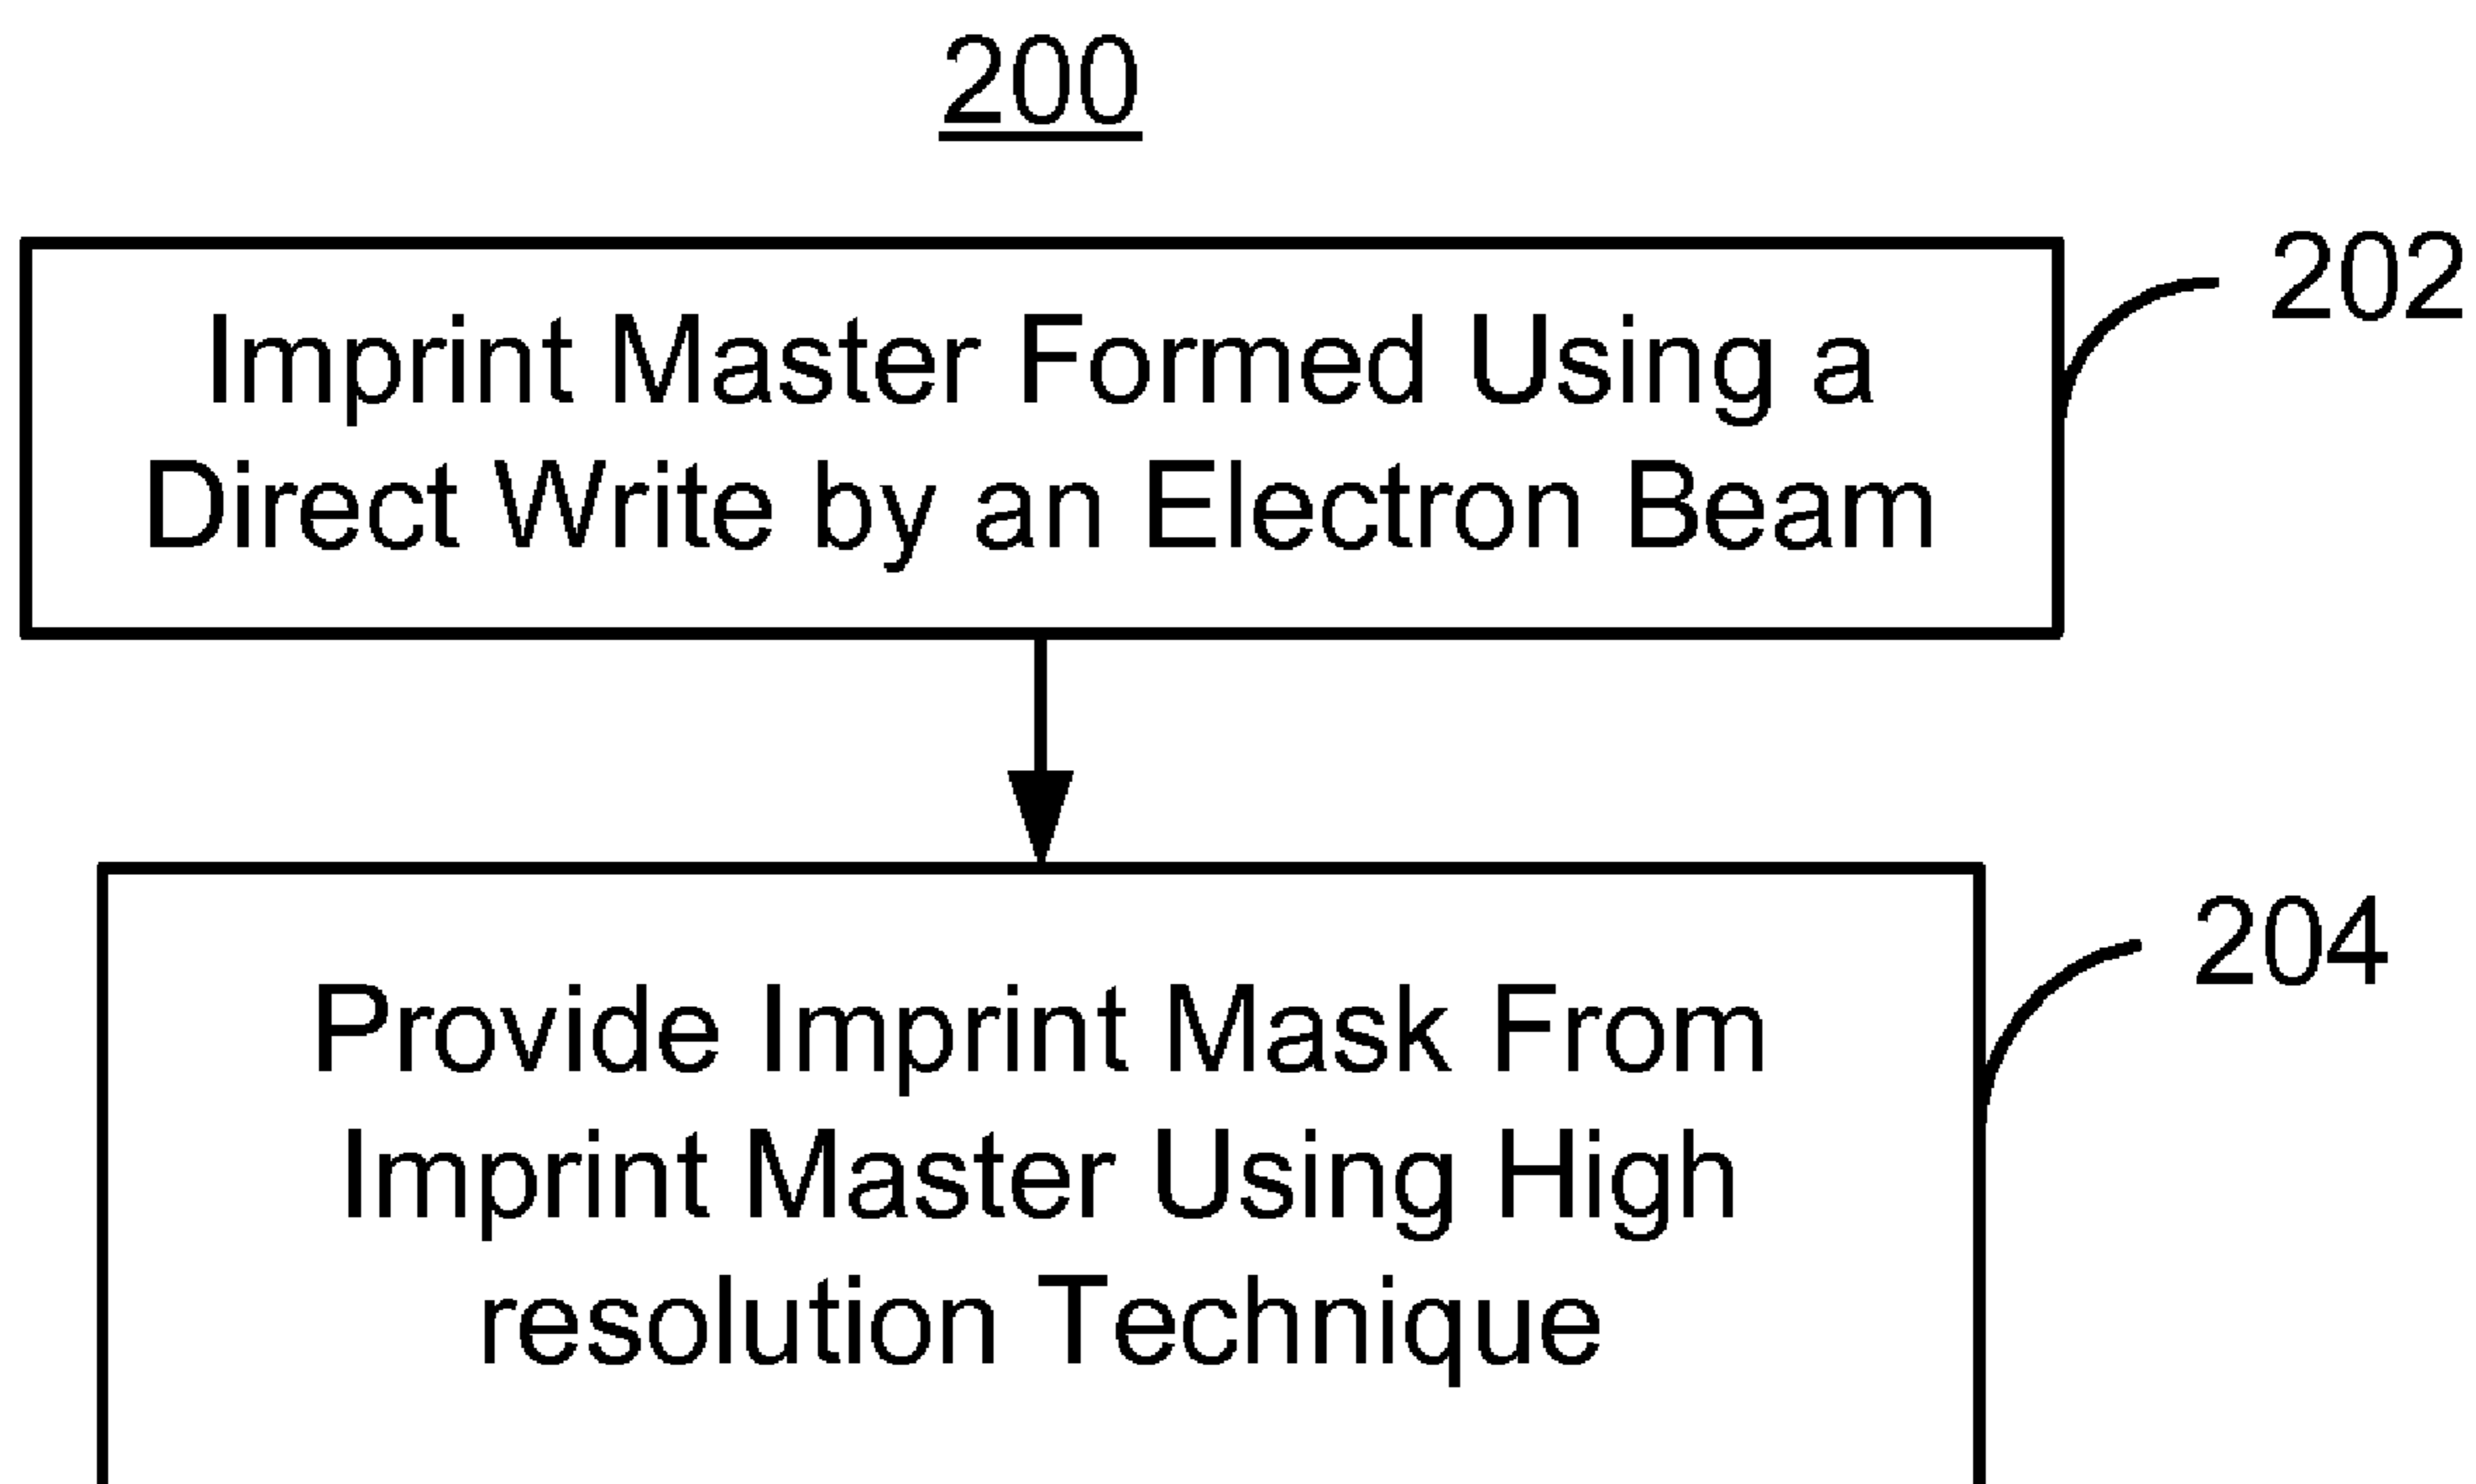 200
202
Imprint Master Formed Using a
Direct Write by an Electron Beam
204
Provide Imprint Mask From
Imprint Master Using High
resolution Technique